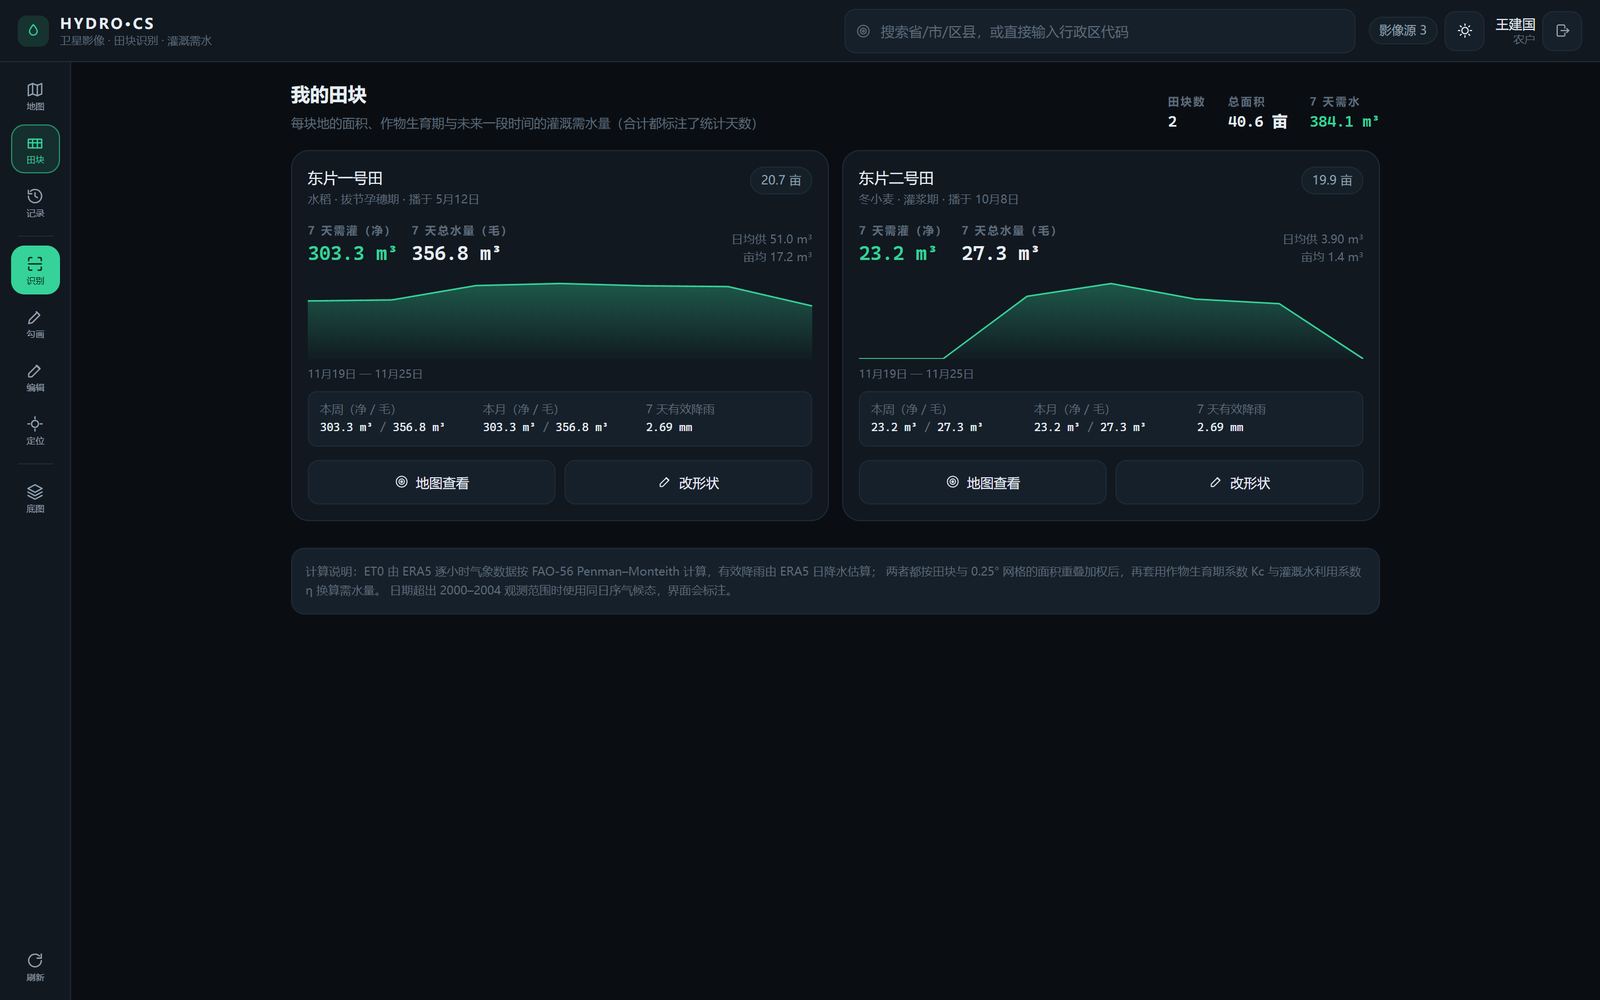 HYDRO•CS
卫星影像 · 田块识别 · 灌溉需水
搜索省/市/区县，或直接输入行政区代码
影像源 3
王建国
农户
地图
田块
记录
识别
勾画
编辑
定位
底图
刷新
我的田块
每块地的面积、作物生育期与未来一段时间的灌溉需水量（合计都标注了统计天数）
田块数 总面积 7 天需水
2 40.6 亩 384.1 m³
东片一号田
20.7 亩
水稻 · 拔节孕穗期 · 播于 5月12日
7 天需灌（净） 7 天总水量（毛）
303.3 m³ 356.8 m³
日均供 51.0 m³
亩均 17.2 m³
11月19日 — 11月25日
本周（净 / 毛） 本月（净 / 毛） 7 天有效降雨
303.3 m³ / 356.8 m³ 303.3 m³ / 356.8 m³ 2.69 mm
地图查看 改形状
东片二号田
19.9 亩
冬小麦 · 灌浆期 · 播于 10月8日
7 天需灌（净） 7 天总水量（毛）
23.2 m³ 27.3 m³
日均供 3.90 m³
亩均 1.4 m³
11月19日 — 11月25日
本周（净 / 毛） 本月（净 / 毛） 7 天有效降雨
23.2 m³ / 27.3 m³ 23.2 m³ / 27.3 m³ 2.69 mm
地图查看 改形状
计算说明：ET0 由 ERA5 逐小时气象数据按 FAO-56 Penman–Monteith 计算，有效降雨由 ERA5 日降水估算； 两者都按田块与 0.25° 网格的面积重叠加权后，再套用作物生育期系数 Kc 与灌溉水利用系数
η 换算需水量。 日期超出 2000–2004 观测范围时使用同日序气候态，界面会标注。